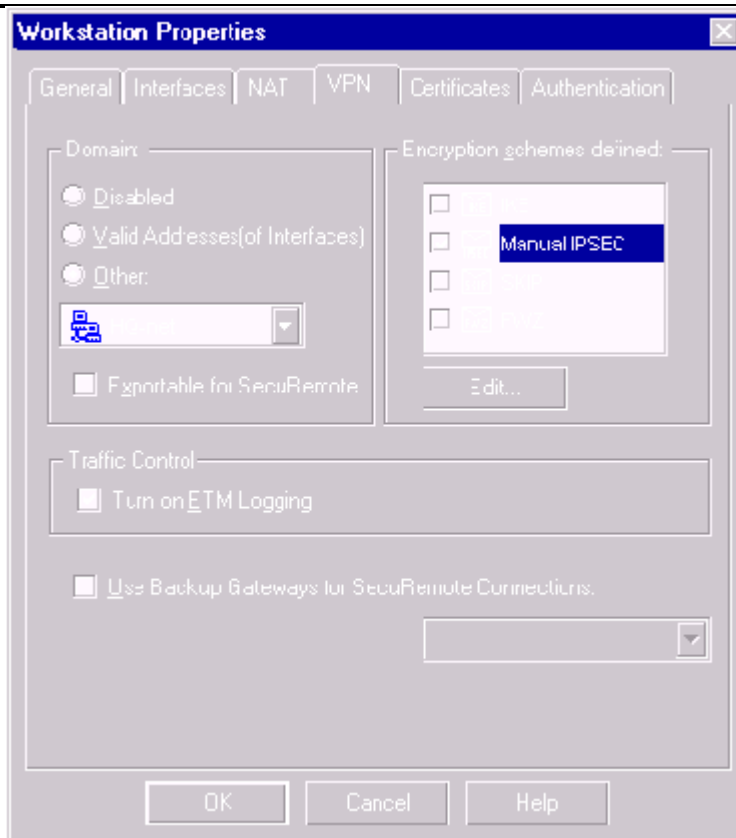 Workstation Properties
General Interfaces NAT VPN Certificates Authentication
Domain:
Disabled
Valid Addresses(of Interfaces)
Other:
Exportable for SecuRemote
Encryption schemes defined:
Manual IPSEC
Edit...
Traffic Control
Turn on ETM Logging
Use Backup Gateways for SecuRemote Connections:
OK Cancel Help